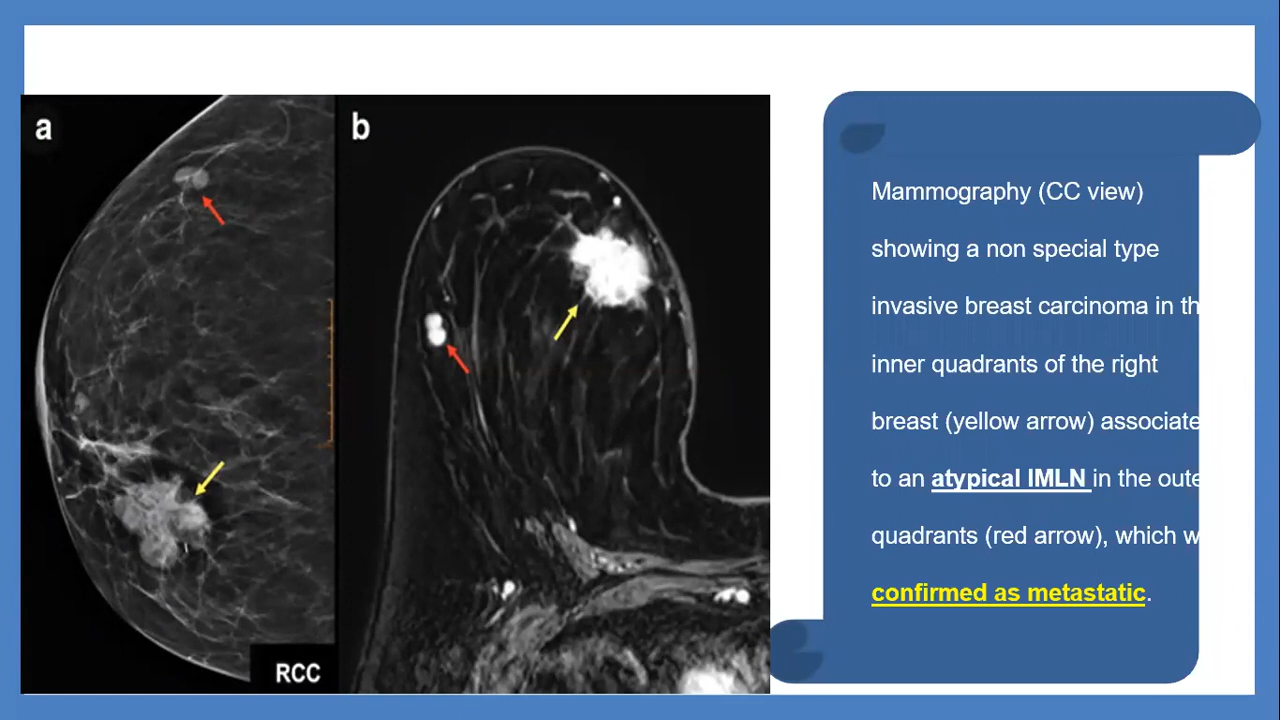 a
b
RCC
Mammography (CC view)
showing a non special type
invasive breast carcinoma in th
inner quadrants of the right
breast (yellow arrow) associate
to an atypical IMLN in the oute
quadrants (red arrow), which w
confirmed as metastatic.